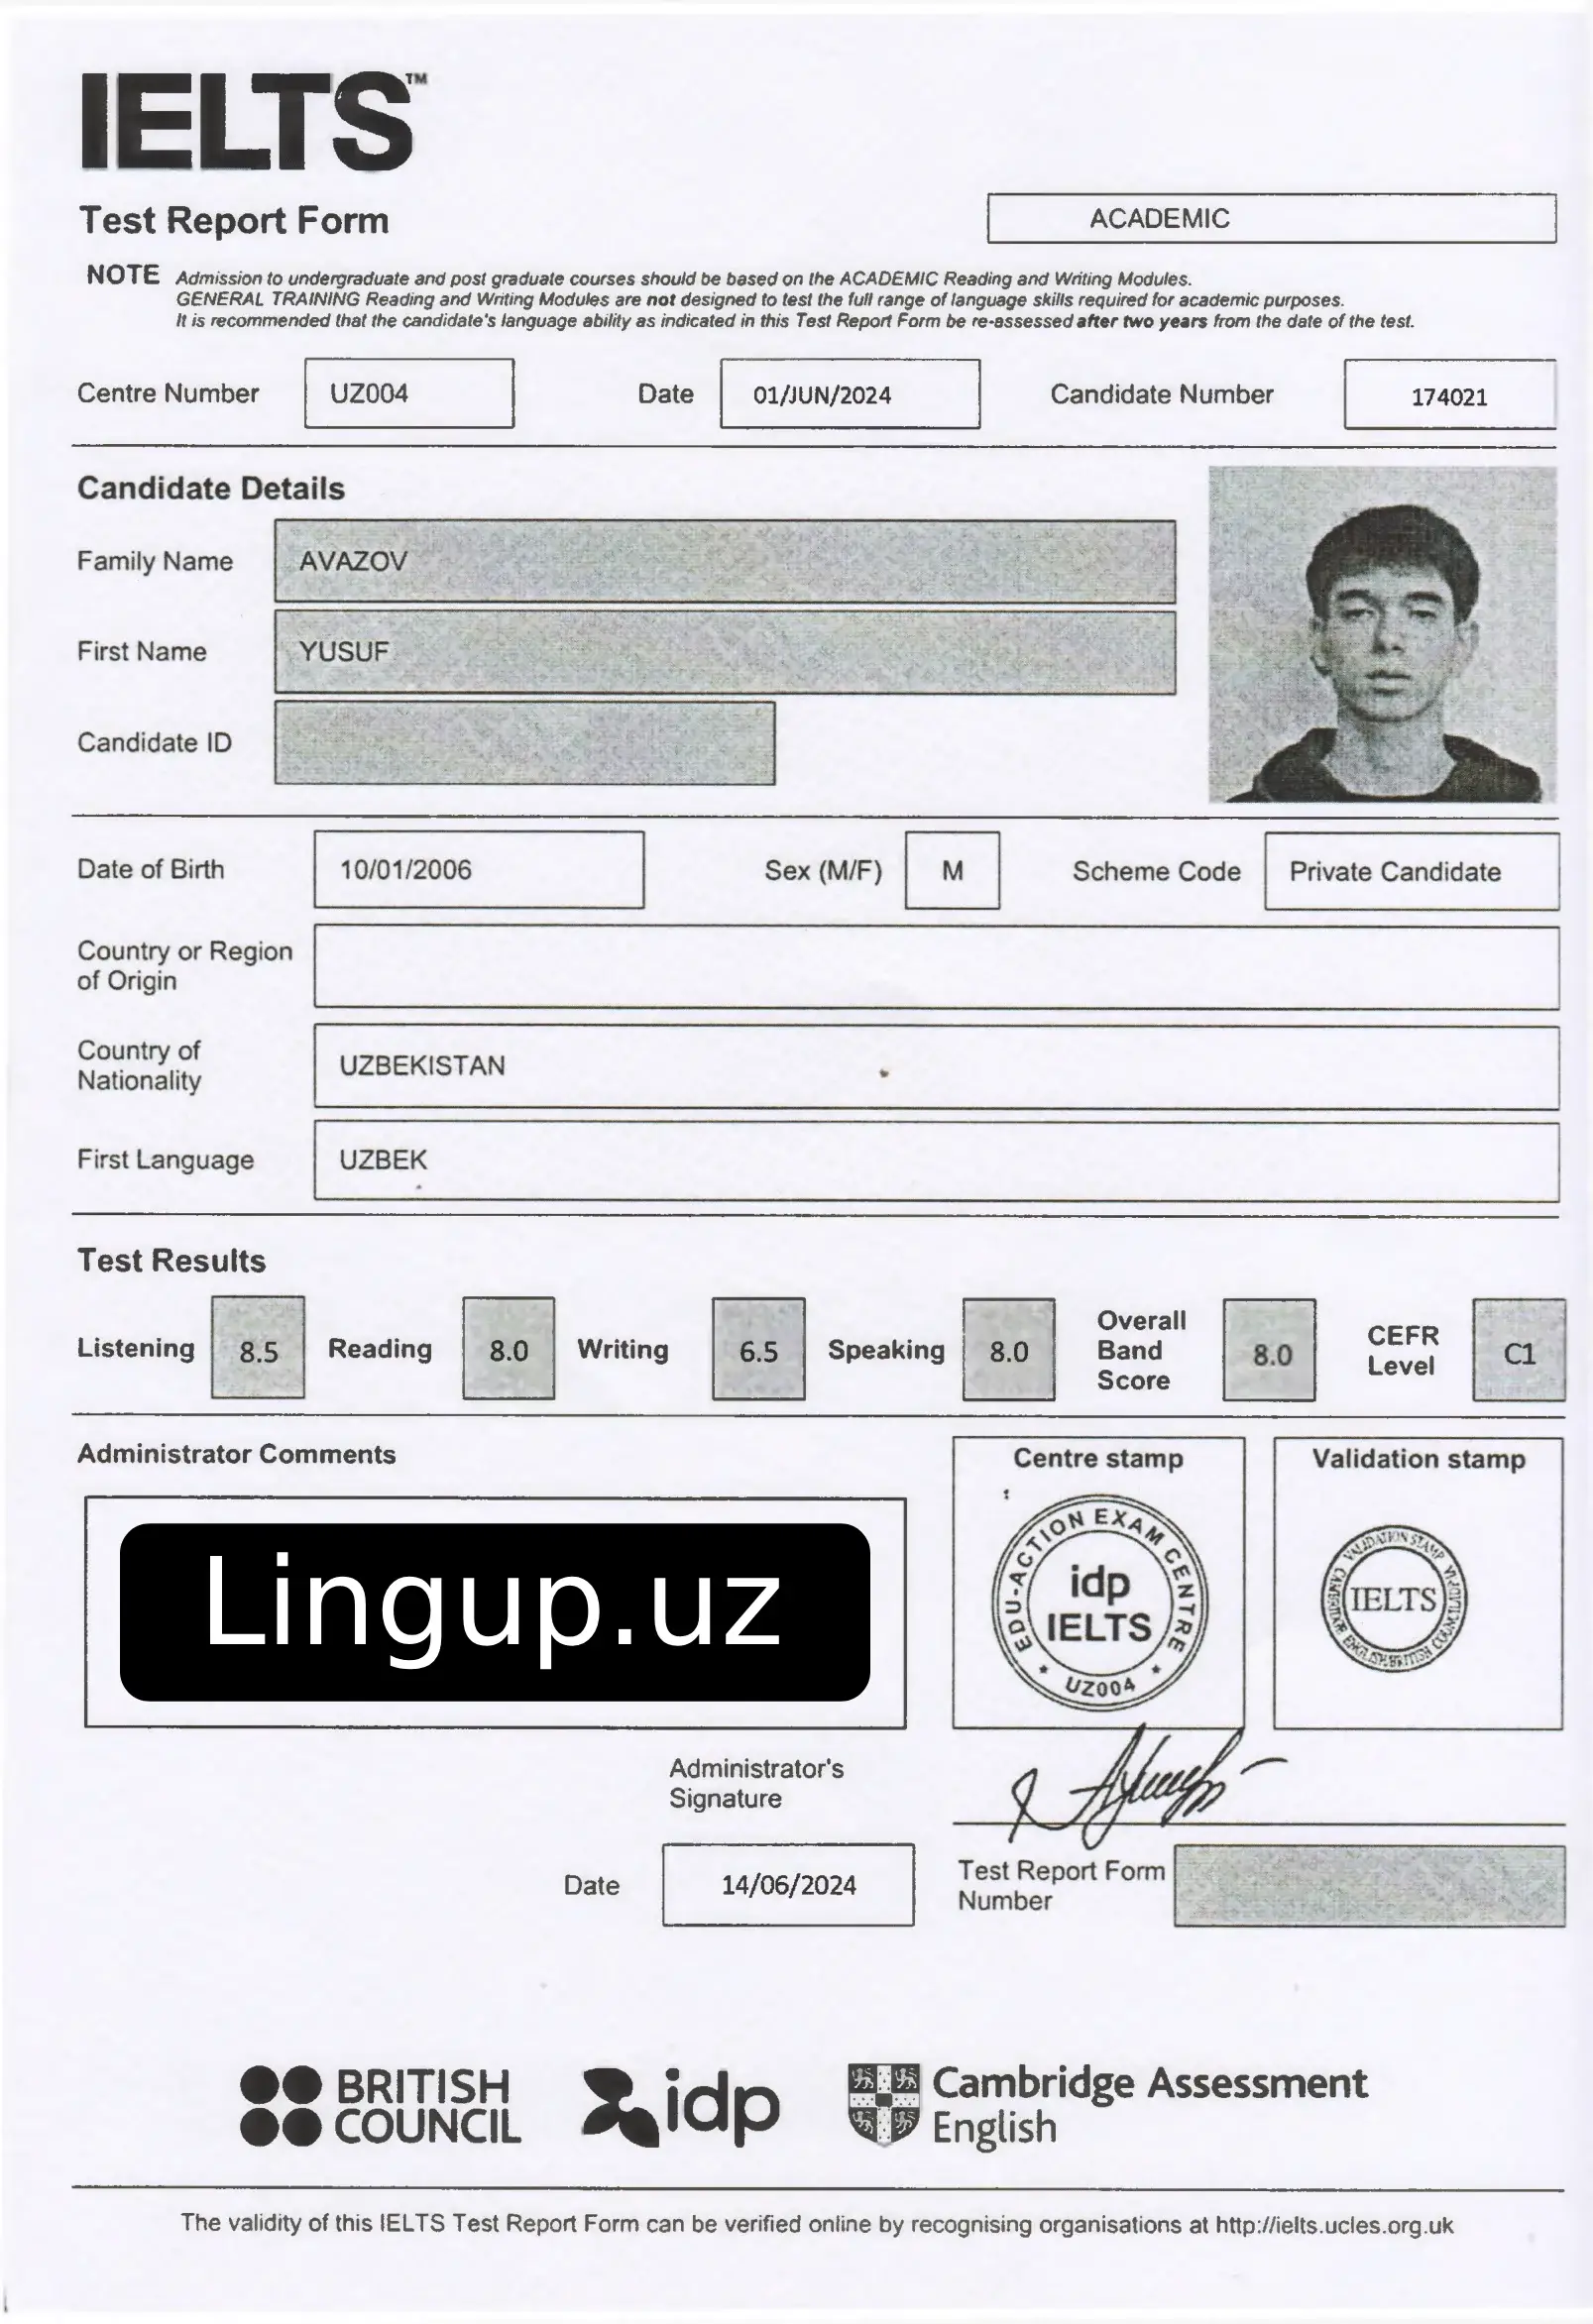 IELTS™
Test Report Form
ACADEMIC
NOTE Admission to undergraduate and post graduate courses should be based on the ACADEMIC Reading and Writing Modules.
GENERAL TRAINING Reading and Writing Modules are not designed to test the full range of language skills required for academic purposes.
It is recommended that the candidate's language ability as indicated in this Test Report Form be re-assessed after two years from the date of the test.
Centre Number UZ004 Date 01/JUN/2024 Candidate Number 174021
Candidate Details
Family Name AVAZOV
First Name YUSUF
Candidate ID
Date of Birth 10/01/2006 Sex (M/F) M Scheme Code Private Candidate
Country or Region
of Origin
Country of
Nationality
UZBEKISTAN
First Language UZBEK
Test Results
Listening 8.5 Reading 8.0 Writing 6.5 Speaking 8.0
Overall
Band
Score
8.0
CEFR
Level
C1
Administrator Comments
Lingup.uz
Centre stamp
EDU-ACTION EXAM CENTRE
idp
IELTS
UZ004
Validation stamp
VALIDATION STAMP
IELTS
Administrator's
Signature
Date 14/06/2024
Test Report Form
Number
BRITISH
COUNCIL
idp
Cambridge Assessment
English
The validity of this IELTS Test Report Form can be verified online by recognising organisations at http://ielts.ucles.org.uk